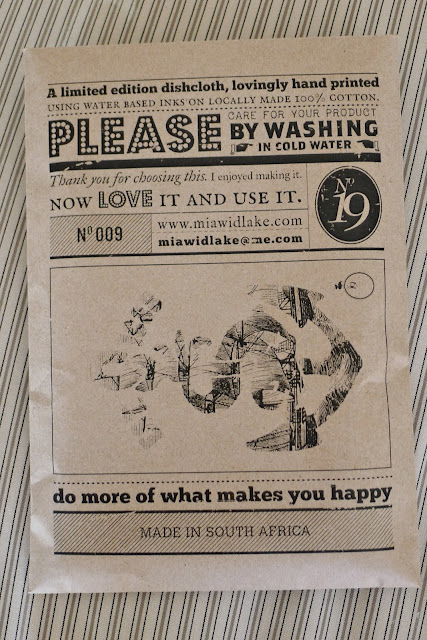 A limited edition dishcloth, lovingly hand printed
USING WATER BASED INKS ON LOCALLY MADE 100% COTTON.
PLEASE
CARE FOR YOUR PRODUCT
BY WASHING
IN COLD WATER
Thank you for choosing this. I enjoyed making it.
NOW LOVE IT AND USE IT.
Nº 009
www.miawidlake.com
miawidlake@me.com
Nº
19
do more of what makes you happy
MADE IN SOUTH AFRICA